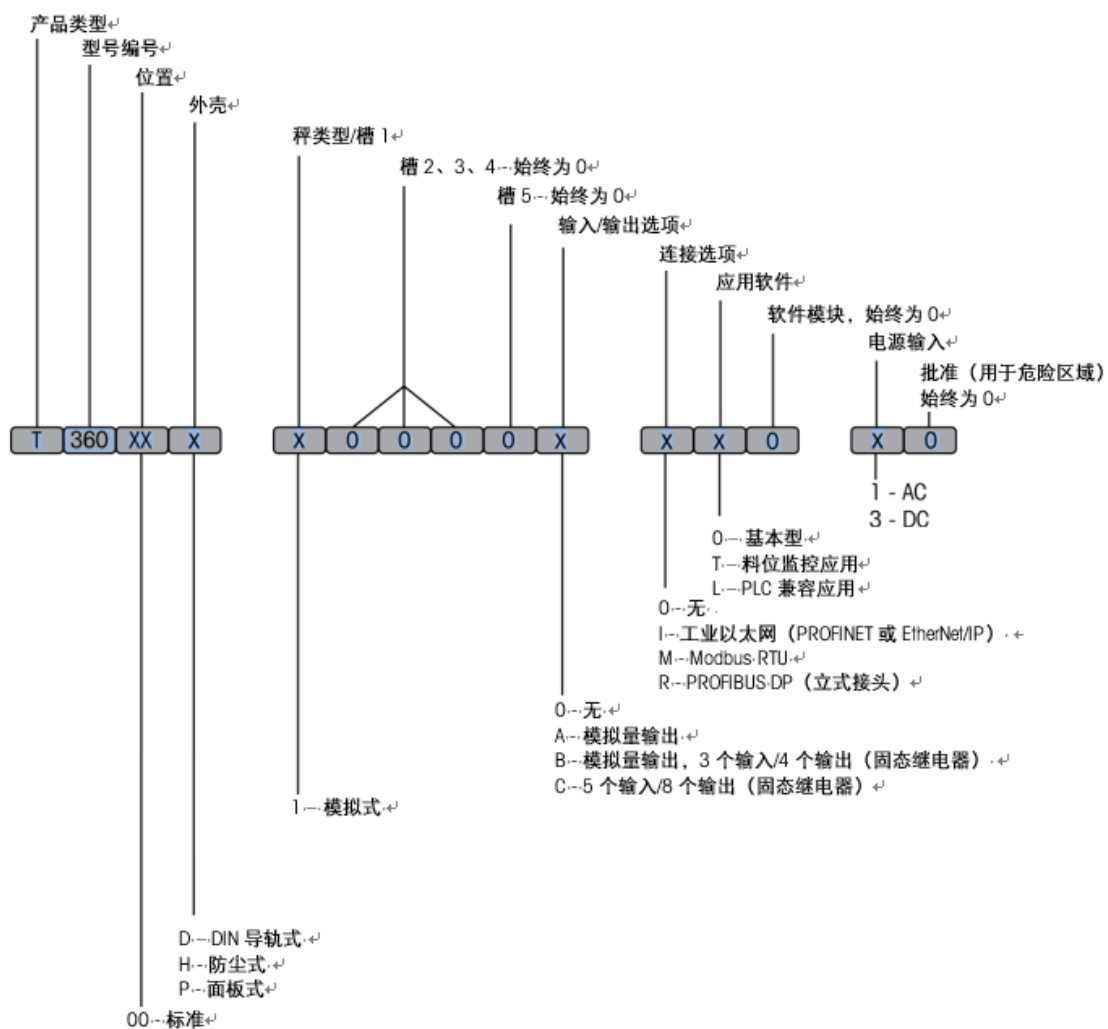 产品类型↵
型号编号↵
位置↵
外壳↵
秤类型/槽 1↵
槽 2、3、4·-·始终为 0↵
槽 5·-·始终为 0↵
输入/输出选项↵
连接选项↵
应用软件↵
软件模块，始终为 0↵
电源输入↵
批准（用于危险区域）
始终为 0↵
T 360 XX X X 0 0 0 0 X X X 0 X 0
1 - AC
3 - DC
0·-·基本型·↵
T·-·料位监控应用↵
L·-·PLC 兼容应用↵
0·-·无·
I·-·工业以太网（PROFINET 或 EtherNet/IP）·↵
M·-·Modbus·RTU↵
R·-·PROFIBUS·DP（立式接头）↵
0·-·无·↵
A·-·模拟量输出·↵
B·-·模拟量输出，3 个输入/4 个输出（固态继电器）·↵
C·-·5 个输入/8 个输出（固态继电器）↵
1·-·模拟式↵
D·-·DIN 导轨式·↵
H·-·防尘式·↵
P·-·面板式↵
00·-·标准↵